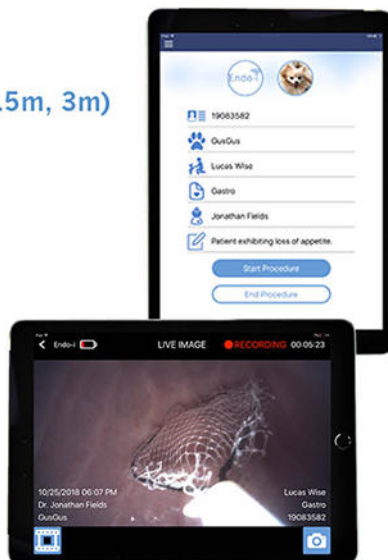 .5m, 3m)
Endo-i
19083582
GusGus
Lucas Wise
Gastro
Jonathan Fields
Patient exhibiting loss of appetite.
Start Procedure
End Procedure
Endo-i
LIVE IMAGE
RECORDING 00:05:23
10/25/2018 06:07 PM
Dr. Jonathan Fields
GusGus
Lucas Wise
Gastro
19083582